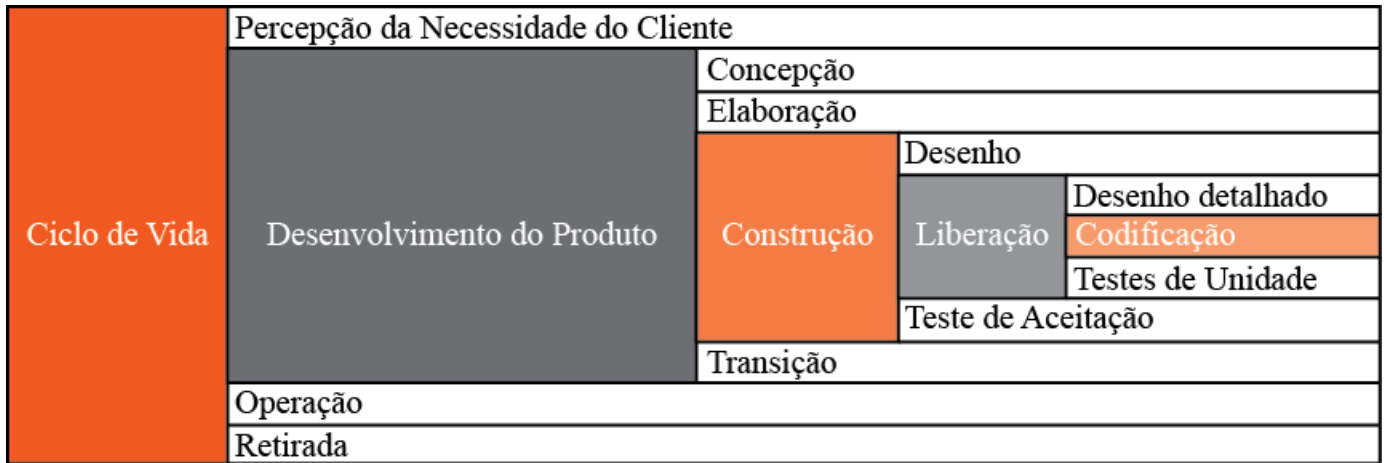 Percepção da Necessidade do Cliente
Concepção
Elaboração
Desenho
Desenho detalhado
Ciclo de Vida
Desenvolvimento do Produto
Construção
Liberação
Codificação
Testes de Unidade
Teste de Aceitação
Transição
Operação
Retirada